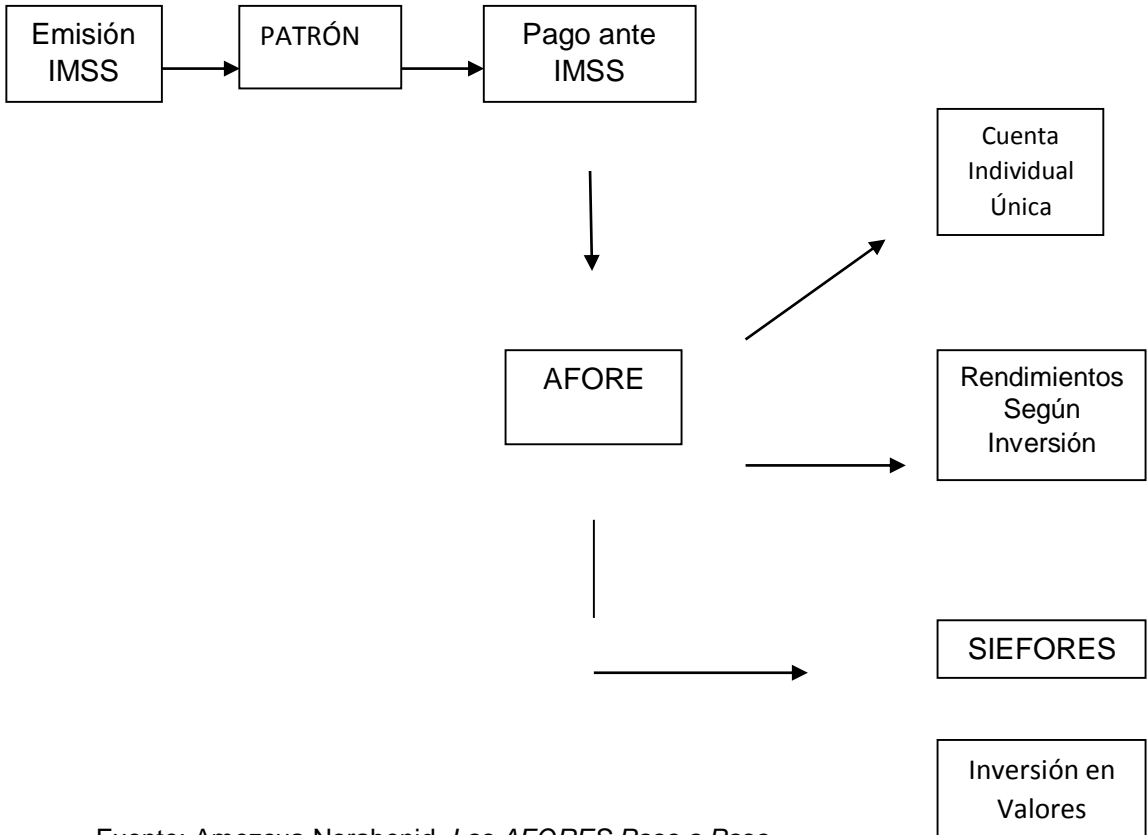 Emisión
IMSS
PATRÓN
Pago ante
IMSS
Cuenta
Individual
Única
AFORE
Rendimientos
Según
Inversión
SIEFORES
Inversión en
Valores